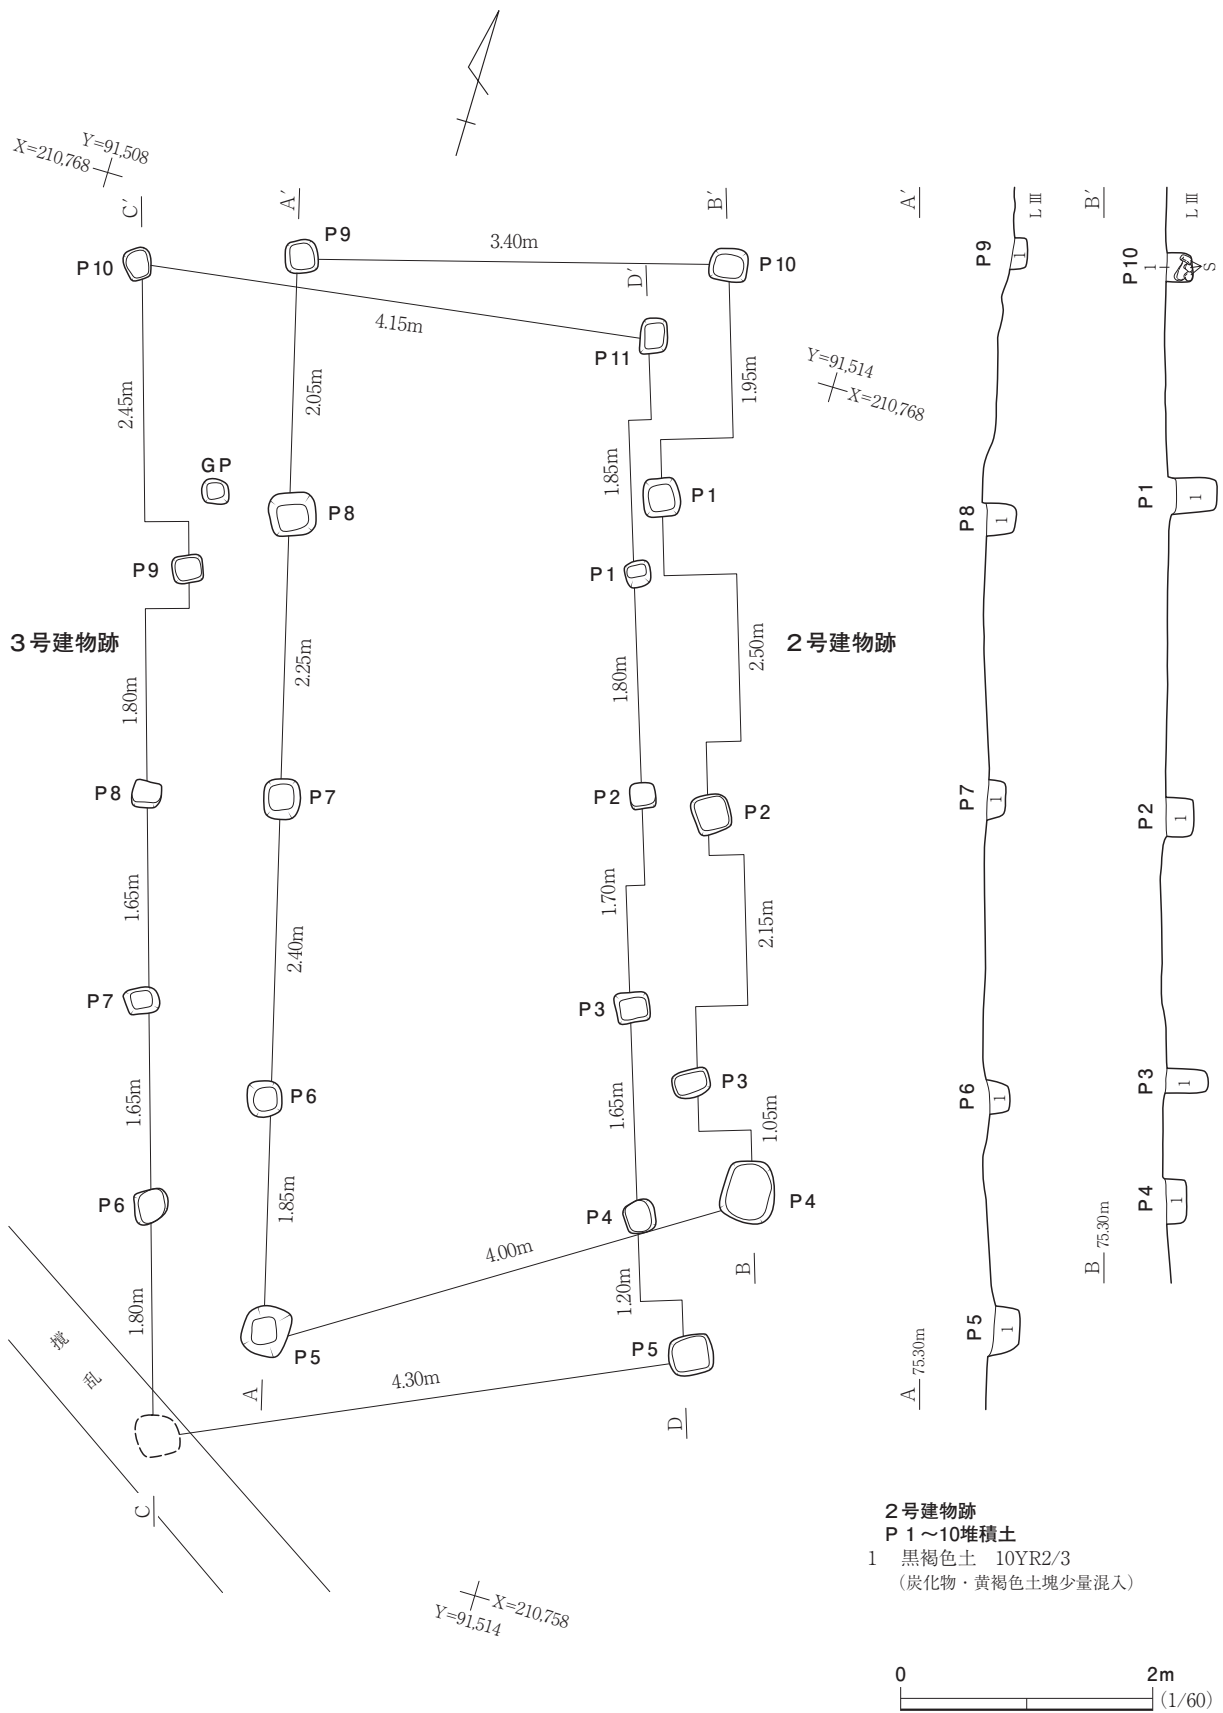 Y=91,508
X=210,768
C′
A′
B′
A′
LⅢ
B′
LⅢ
P10
P9
3.40m
P10
D′
4.15m
P11
P9
1
P10
1
S
Y=91,514
X=210,768
2.45m
2.05m
1.95m
1.85m
GP
P8
P1
P9
P1
P8
1
P1
1
3号建物跡
2号建物跡
2.25m
2.50m
1.80m
1.80m
P8
P7
P2
P2
P7
1
P2
1
1.65m
2.40m
1.70m
2.15m
P7
P3
P6
P3
P6
1
P3
1
1.65m
1.65m
1.05m
P6
1.85m
P4
P4
P4
1
4.00m
B
B
75.30m
1.80m
1.20m
撹
乱
P5
P5
P5
1
4.30m
A
A
75.30m
D
C
2号建物跡
P 1~10堆積土
1 黒褐色土 10YR2/3
(炭化物・黄褐色土塊少量混入)
X=210,758
Y=91,514
0
2m
(1/60)